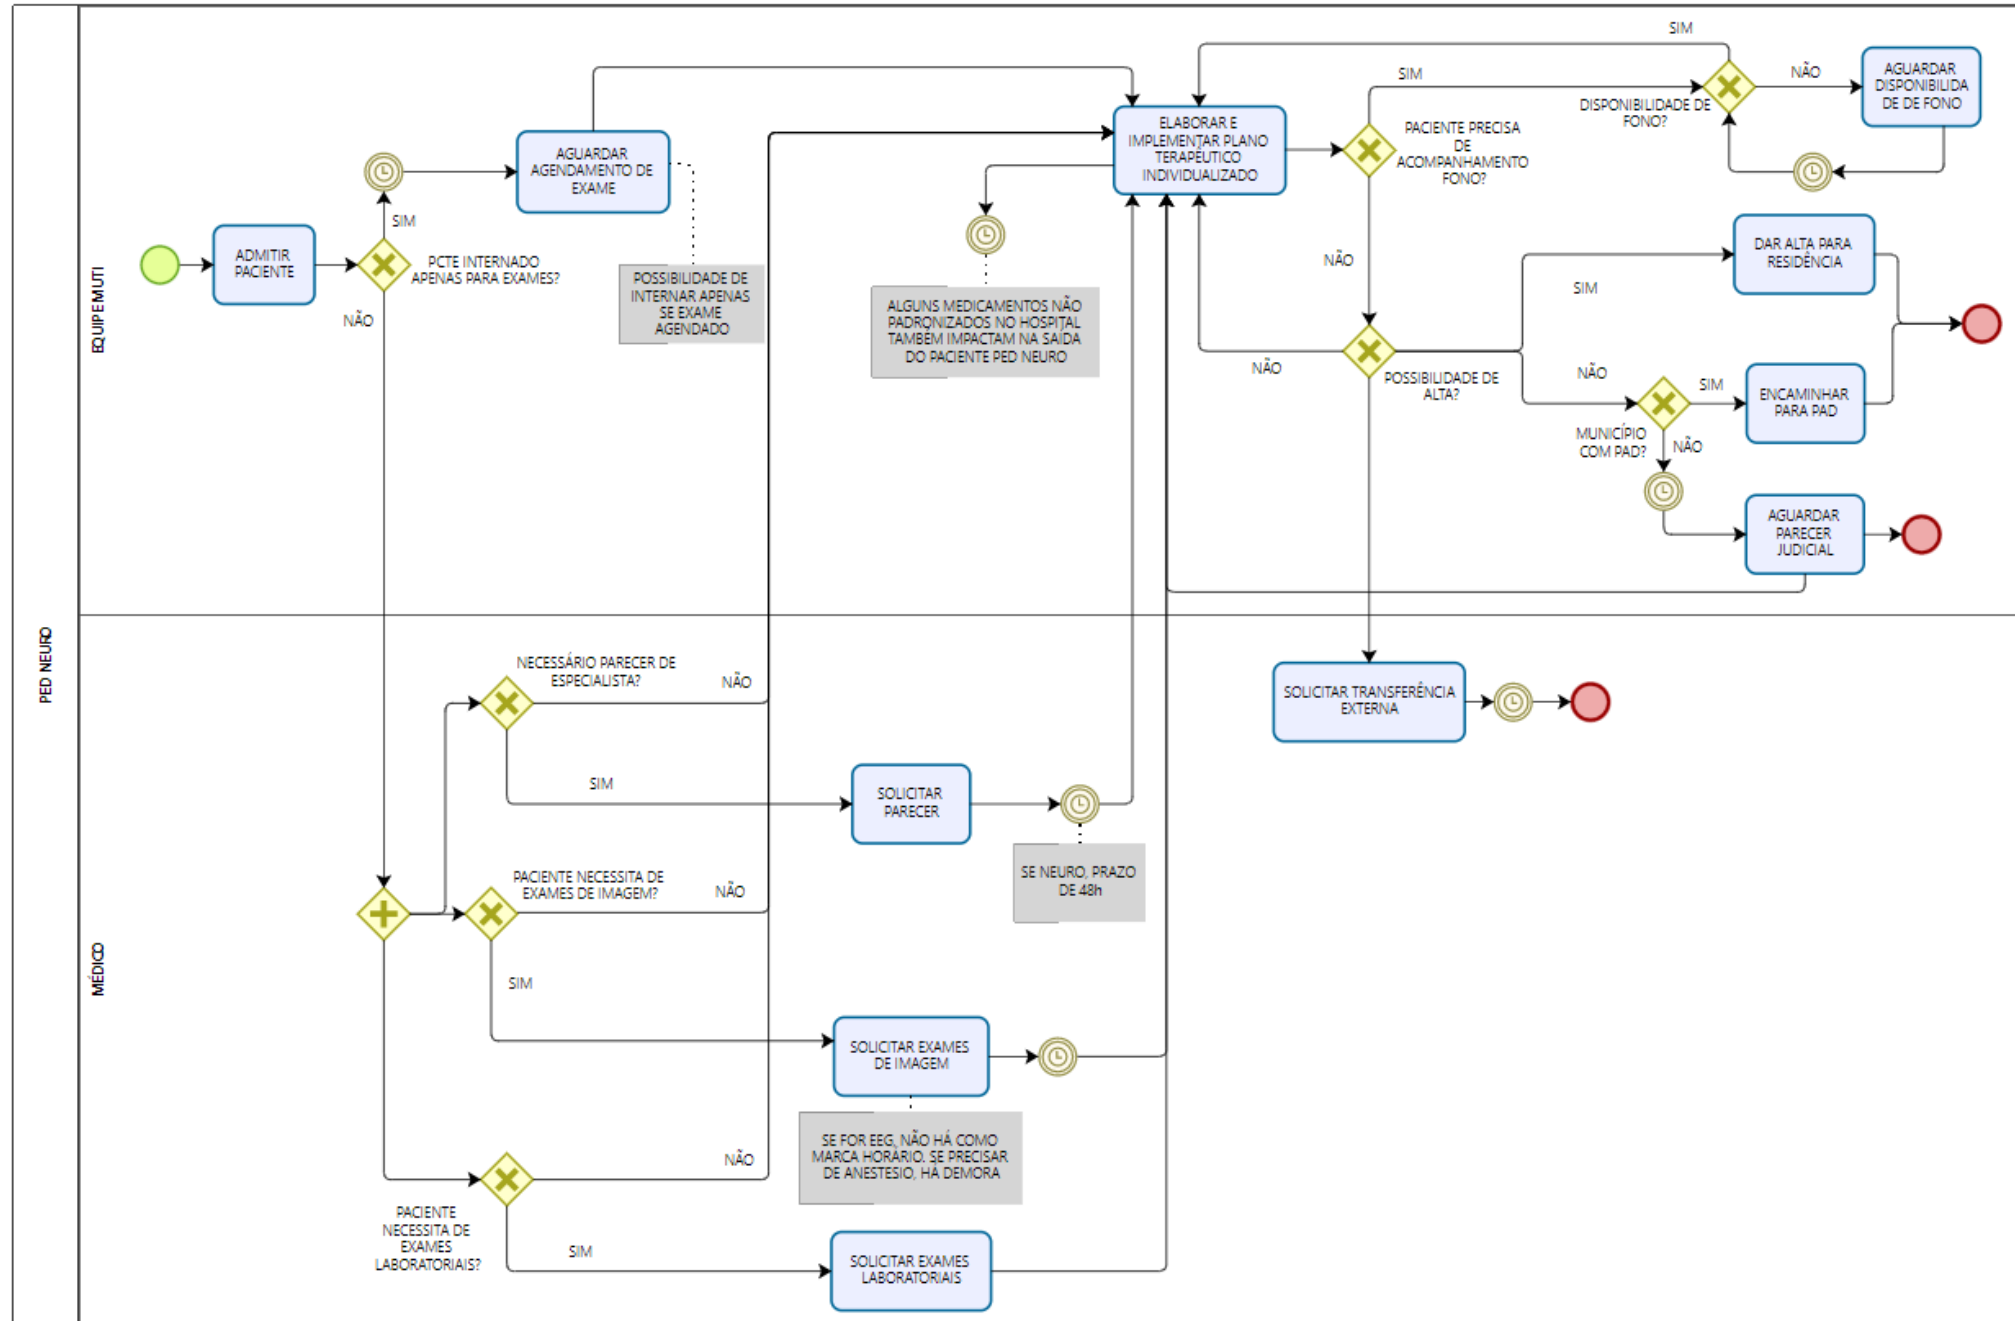 PED NEURO
EQUIPE MUTI
MÉDICO
ADMITIR
PACIENTE
PCTE INTERNADO
APENAS PARA EXAMES?
SIM
NÃO
AGUARDAR
AGENDAMENTO DE
EXAME
POSSIBILIDADE DE
INTERNAR APENAS
SE EXAME
AGENDADO
ELABORAR E
IMPLEMENTAR PLANO
TERAPÊUTICO
INDIVIDUALIZADO
ALGUNS MEDICAMENTOS NÃO
PADRONIZADOS NO HOSPITAL
TAMBÉM IMPACTAM NA SAÍDA
DO PACIENTE PED NEURO
PACIENTE PRECISA
DE
ACOMPANHAMENTO
FONO?
SIM
NÃO
DISPONIBILIDADE DE
FONO?
SIM
NÃO
AGUARDAR
DISPONIBILIDA
DE DE FONO
POSSIBILIDADE DE
ALTA?
NÃO
SIM
NÃO
DAR ALTA PARA
RESIDÊNCIA
MUNICÍPIO
COM PAD?
SIM
NÃO
ENCAMINHAR
PARA PAD
AGUARDAR
PARECER
JUDICIAL
NECESSÁRIO PARECER DE
ESPECIALISTA?
NÃO
SIM
SOLICITAR
PARECER
SE NEURO, PRAZO
DE 48h
SOLICITAR TRANSFERÊNCIA
EXTERNA
PACIENTE NECESSITA DE
EXAMES DE IMAGEM?
NÃO
SIM
SOLICITAR EXAMES
DE IMAGEM
SE FOR EEG, NÃO HÁ COMO
MARCA HORÁRIO. SE PRECISAR
DE ANESTESIO, HÁ DEMORA
PACIENTE
NECESSITA DE
EXAMES
LABORATORIAIS?
NÃO
SIM
SOLICITAR EXAMES
LABORATORIAIS